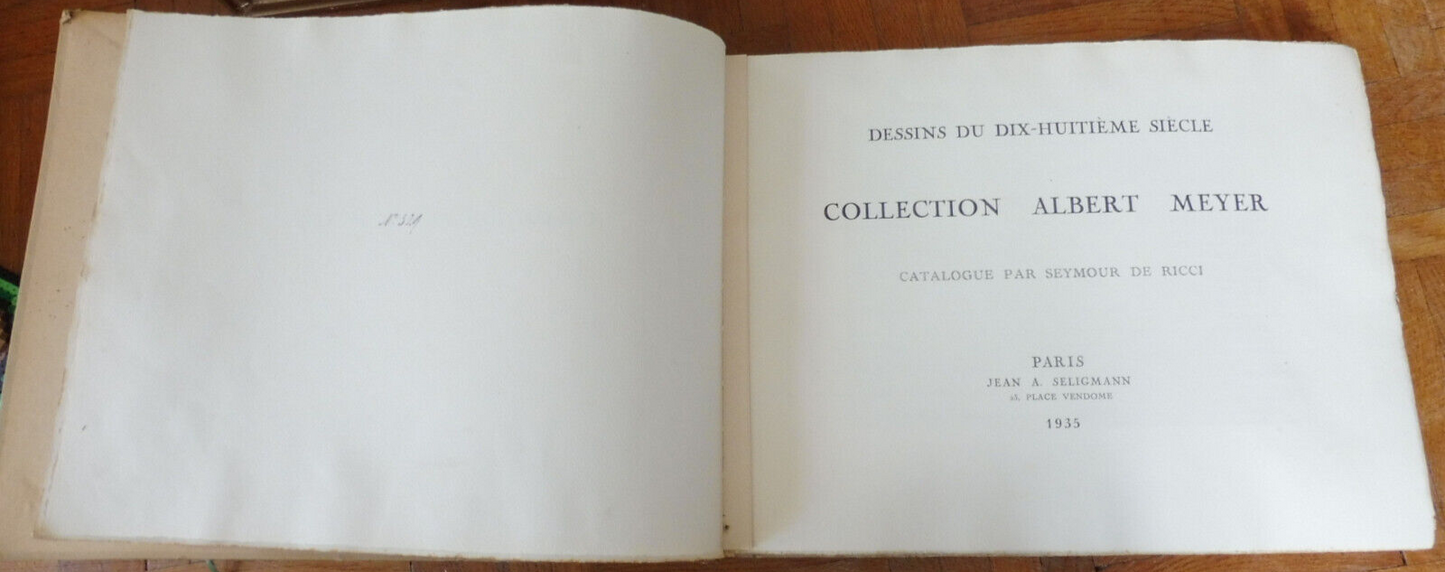 DESSINS DU DIX-HUITIÈME SIÈCLE
COLLECTION ALBERT MEYER
CATALOGUE PAR SEYMOUR DE RICCI
PARIS
JEAN A. SELIGMANN
PLACE VENDOME
1935